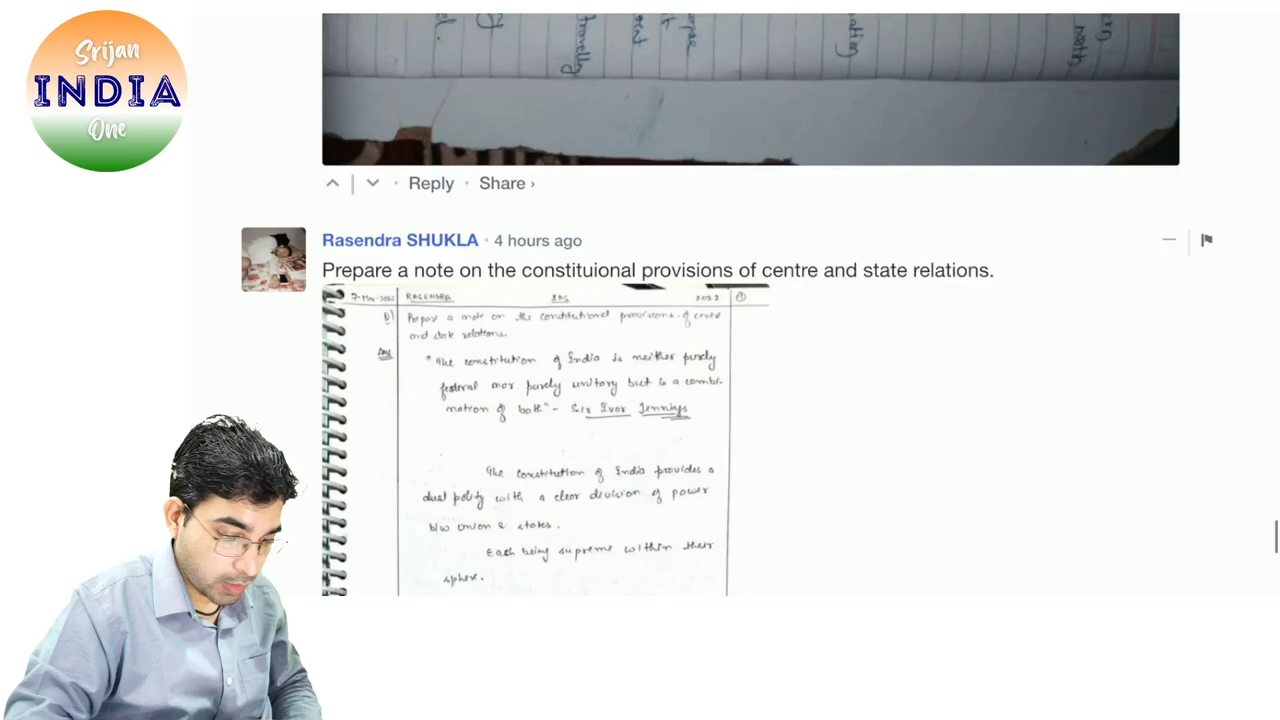 Srijan
INDIA
One
Reply · Share ›
Rasendra SHUKLA · 4 hours ago
Prepare a note on the constituional provisions of centre and state relations.
RASENDRA
Q) Prepare a note on the constitutional provisions of centre
and state relations.
Ans
"The constitution of India is neither purely
federal nor purely unitary but is a combi-
nation of both" - Sir Ivor Jennings
The constitution of India provides a
dual polity with a clear division of power
b/w union & states.
Each being supreme within their
sphere.